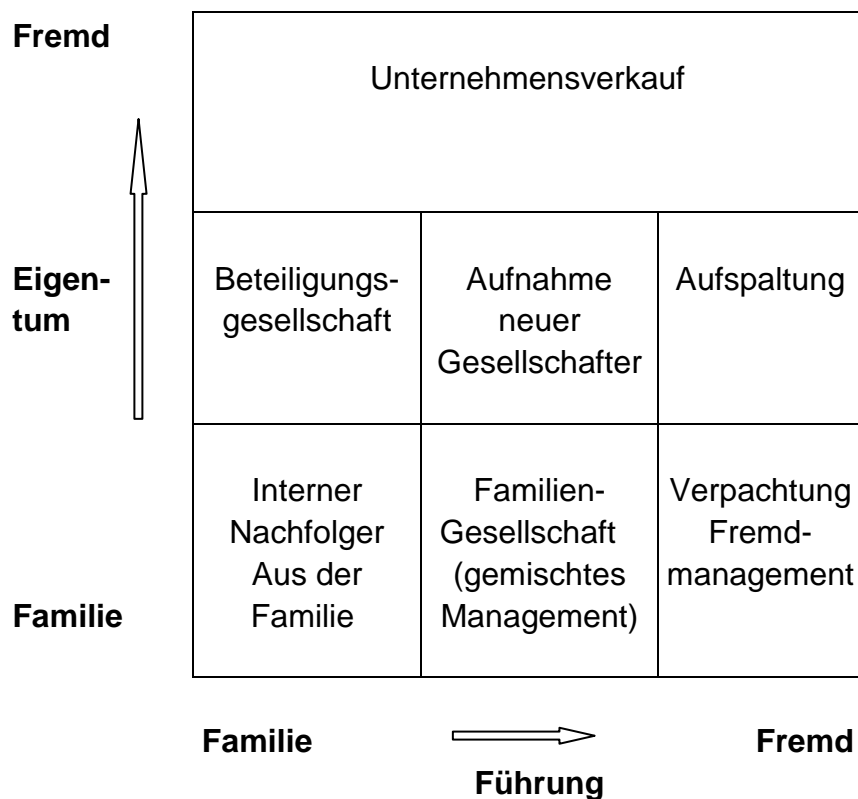 Fremd
Unternehmensverkauf
Eigen-
tum
Beteiligungs-
gesellschaft
Aufnahme
neuer
Gesellschafter
Aufspaltung
Familie
Interner
Nachfolger
Aus der
Familie
Familien-
Gesellschaft
(gemischtes
Management)
Verpachtung
Fremd-
management
Familie
Fremd
Führung